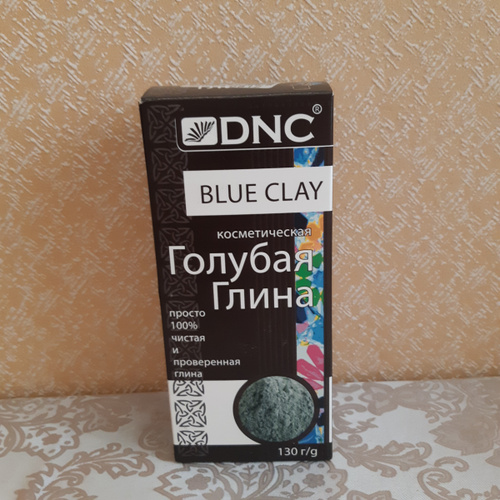 DNC®
BLUE CLAY
косметическая
Голубая
Глина
просто
100%
чистая
и
проверенная
глина
130 г/g